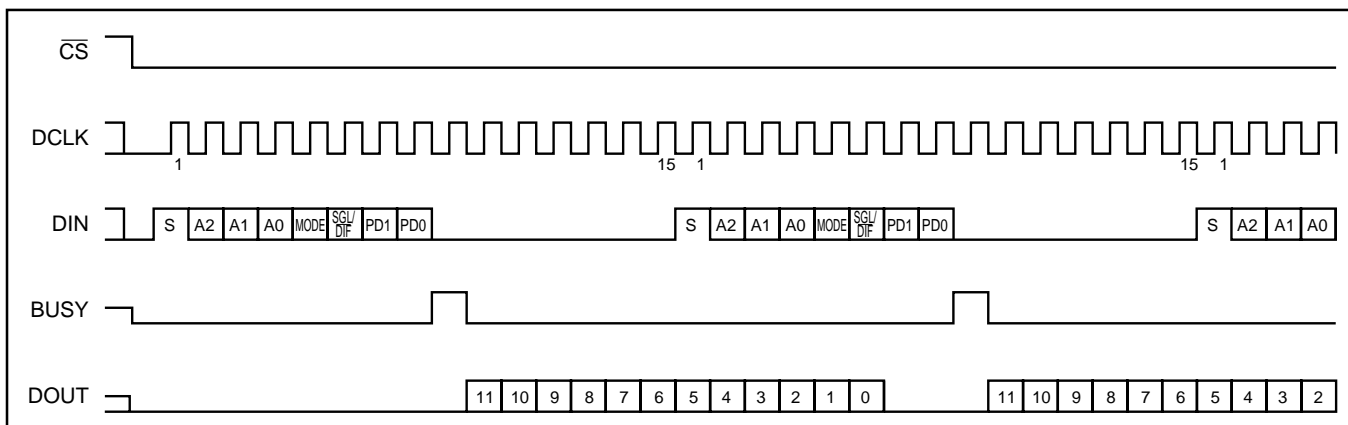 CS
DCLK
1 15 1 15 1
DIN
S A2 A1 A0 MODE SGL/DIF PD1 PD0 S A2 A1 A0 MODE SGL/DIF PD1 PD0 S A2 A1 A0
BUSY
DOUT
11 10 9 8 7 6 5 4 3 2 1 0 11 10 9 8 7 6 5 4 3 2